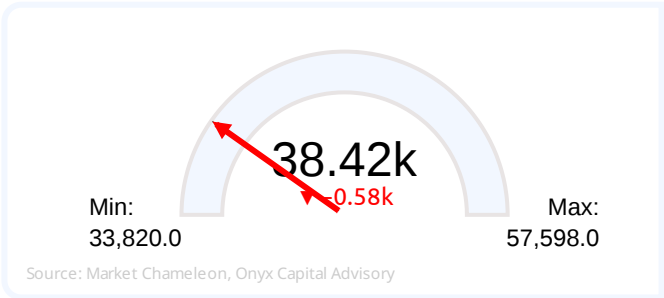 38.42k
▼−0.58k
Min:
33,820.0
Max:
57,598.0
Source: Market Chameleon, Onyx Capital Advisory